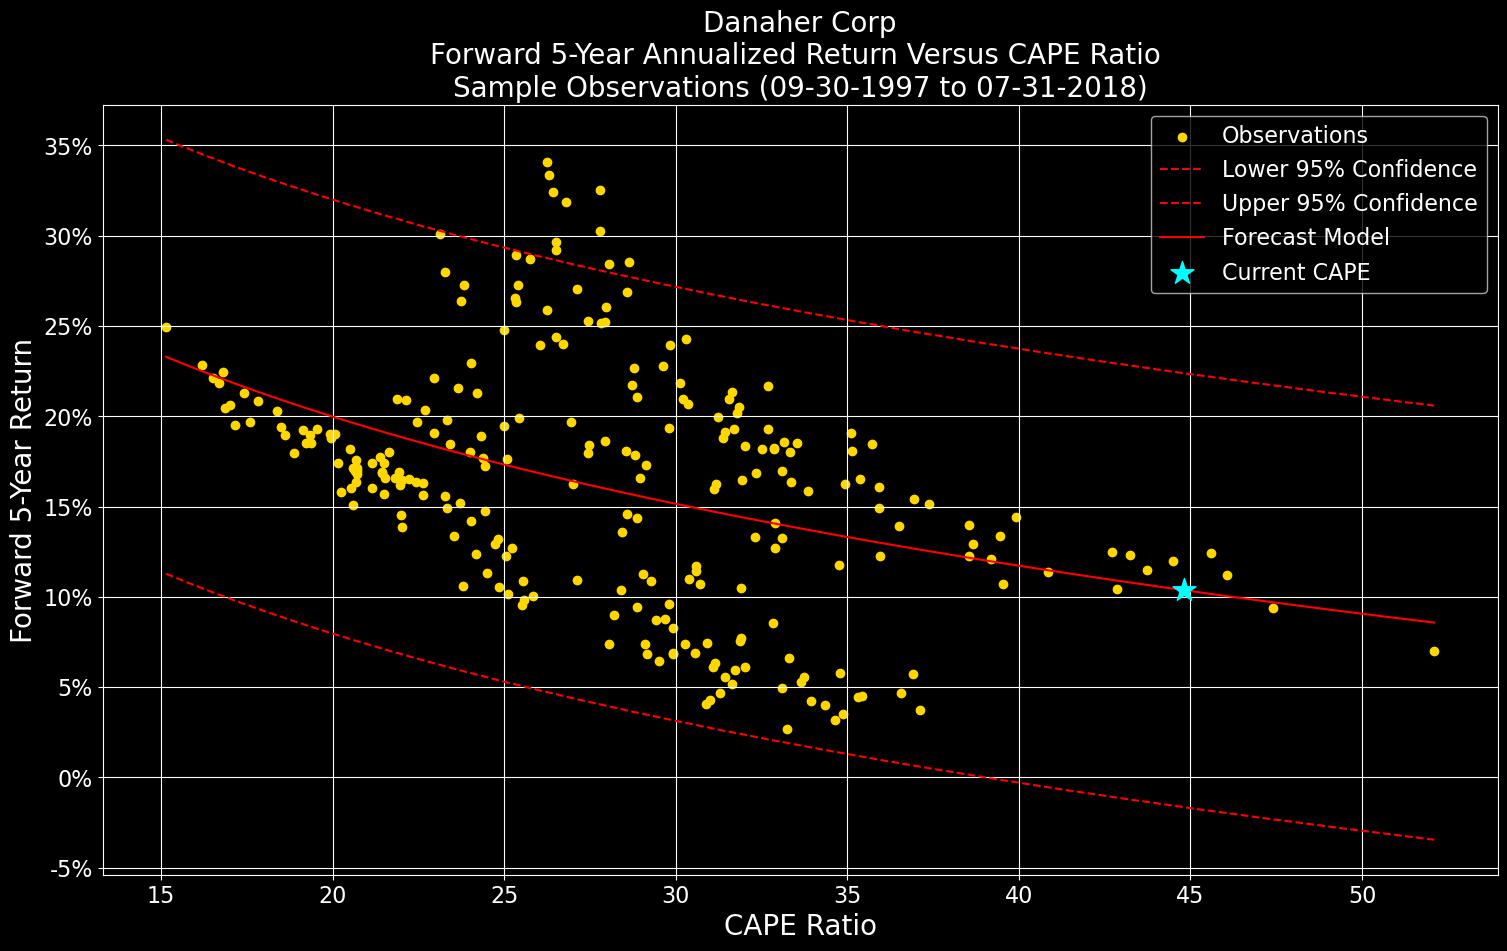 Danaher Corp
Forward 5-Year Annualized Return Versus CAPE Ratio
Sample Observations (09-30-1997 to 07-31-2018)
Observations
Lower 95% Confidence
Upper 95% Confidence
Forecast Model
Current CAPE
Forward 5-Year Return
35%
30%
25%
20%
15%
10%
5%
0%
-5%
15 20 25 30 35 40 45 50
CAPE Ratio